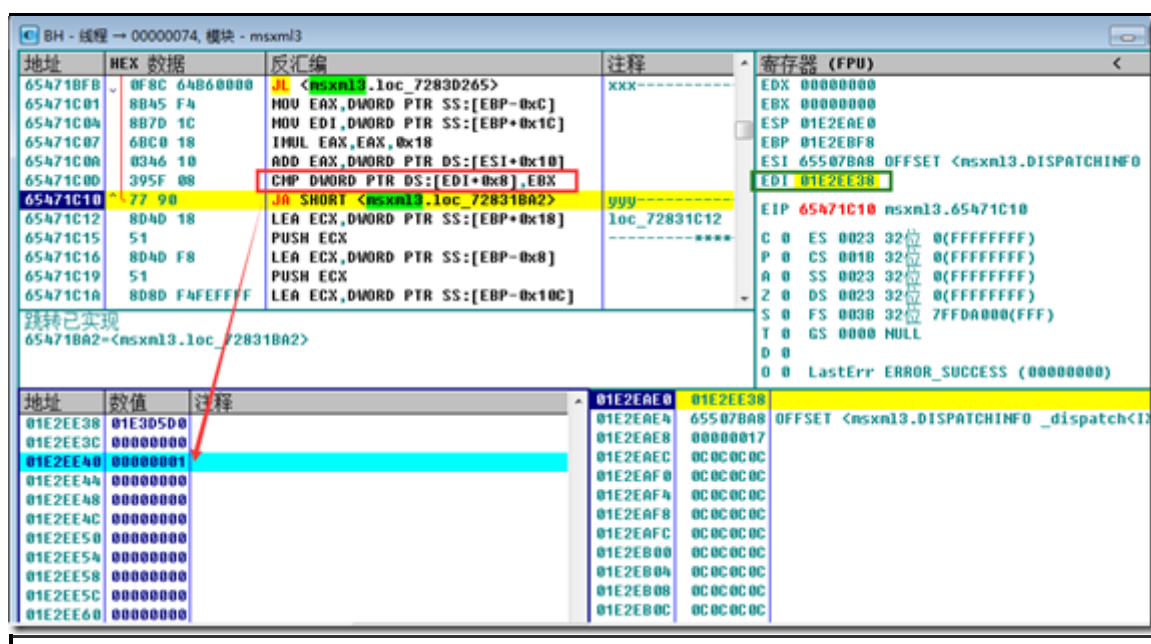 BH - 线程 → 00000074, 模块 - msxml3
地址 HEX 数据 反汇编 注释
65471BFB 0F8C 64B60000 JL <msxml3.loc_7283D265> xxx
65471C01 8B45 F4 MOV EAX,DWORD PTR SS:[EBP-0xC]
65471C04 8B7D 1C MOV EDI,DWORD PTR SS:[EBP+0x1C]
65471C07 6BC0 18 IMUL EAX,EAX,0x18
65471C0A 0346 10 ADD EAX,DWORD PTR DS:[ESI+0x10]
65471C0D 395F 08 CMP DWORD PTR DS:[EDI+0x8],EBX
65471C10 77 90 JA SHORT <msxml3.loc_72831BA2> yyy
65471C12 8D4D 18 LEA ECX,DWORD PTR SS:[EBP+0x18] loc_72831C12
65471C15 51 PUSH ECX ---------****
65471C16 8D4D F8 LEA ECX,DWORD PTR SS:[EBP-0x8]
65471C19 51 PUSH ECX
65471C1A 8D8D F4FEFFFF LEA ECX,DWORD PTR SS:[EBP-0x10C]
跳转已实现
65471BA2=<msxml3.loc_72831BA2>
寄存器 (FPU) <
EDX 00000000
EBX 00000000
ESP 01E2EAE0
EBP 01E2EBF8
ESI 65507BA8 OFFSET <msxml3.DISPATCHINFO
EDI 01E2EE38
EIP 65471C10 msxml3.65471C10
C 0 ES 0023 32位 0(FFFFFFFF)
P 0 CS 001B 32位 0(FFFFFFFF)
A 0 SS 0023 32位 0(FFFFFFFF)
Z 0 DS 0023 32位 0(FFFFFFFF)
S 0 FS 003B 32位 7FFDA000(FFF)
T 0 GS 0000 NULL
D 0
O 0 LastErr ERROR_SUCCESS (00000000)
地址 数值 注释
01E2EE38 01E3D5D0
01E2EE3C 00000000
01E2EE40 00000001
01E2EE44 00000000
01E2EE48 00000000
01E2EE4C 00000000
01E2EE50 00000000
01E2EE54 00000000
01E2EE58 00000000
01E2EE5C 00000000
01E2EE60 00000000
01E2EAE0 01E2EE38
01E2EAE4 65507BA8 OFFSET <msxml3.DISPATCHINFO _dispatch<I
01E2EAE8 00000017
01E2EAEC 0C0C0C0C
01E2EAF0 0C0C0C0C
01E2EAF4 0C0C0C0C
01E2EAF8 0C0C0C0C
01E2EAFC 0C0C0C0C
01E2EB00 0C0C0C0C
01E2EB04 0C0C0C0C
01E2EB08 0C0C0C0C
01E2EB0C 0C0C0C0C